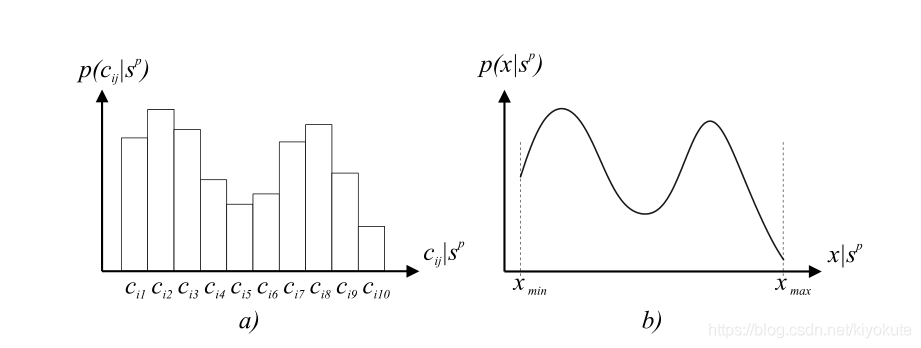 p(c_ij|s^p)
c_ij|s^p
c_i1 c_i2 c_i3 c_i4 c_i5 c_i6 c_i7 c_i8 c_i9 c_i10
a)
p(x|s^p)
x|s^p
x_min x_max
b)
https://blog.csdn.net/kiyokute